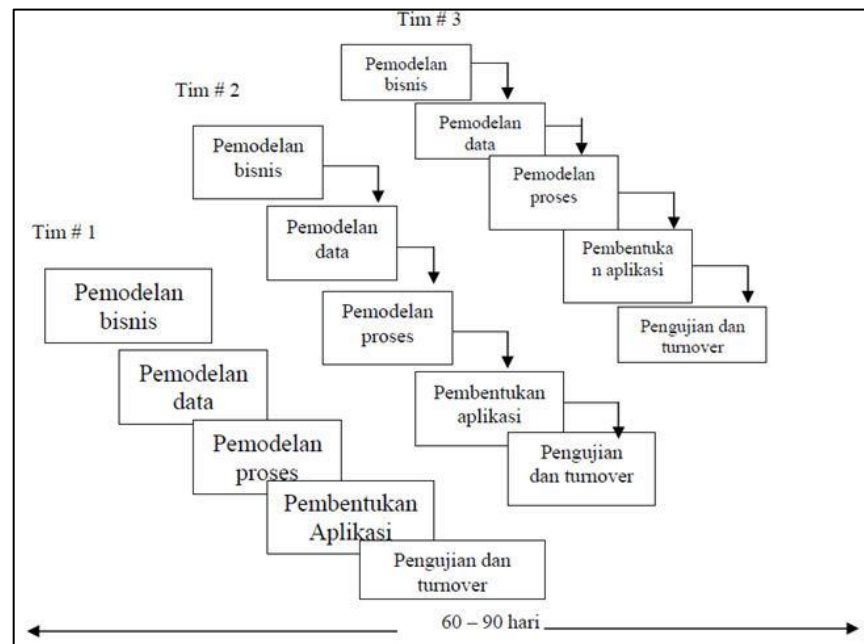 Tim # 3
Pemodelan
bisnis
Pemodelan
data
Pemodelan
proses
Pembentuka
n aplikasi
Pengujian dan
turnover
Tim # 2
Pemodelan
bisnis
Pemodelan
data
Pemodelan
proses
Pembentukan
aplikasi
Pengujian
dan turnover
Tim # 1
Pemodelan
bisnis
Pemodelan
data
Pemodelan
proses
Pembentukan
Aplikasi
Pengujian dan
turnover
60 – 90 hari